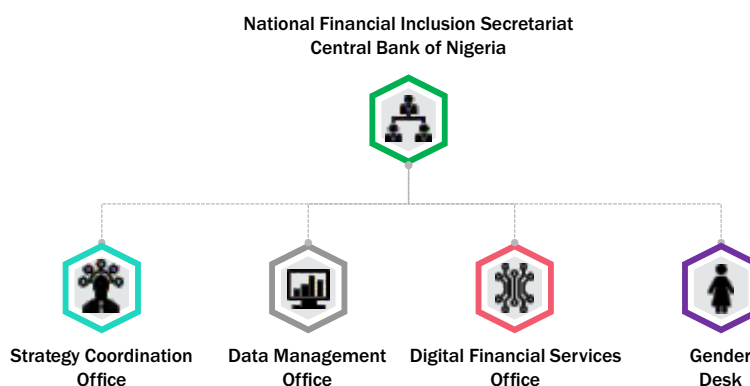 National Financial Inclusion Secretariat
Central Bank of Nigeria
Strategy Coordination
Office
Data Management
Office
Digital Financial Services
Office
Gender
Desk